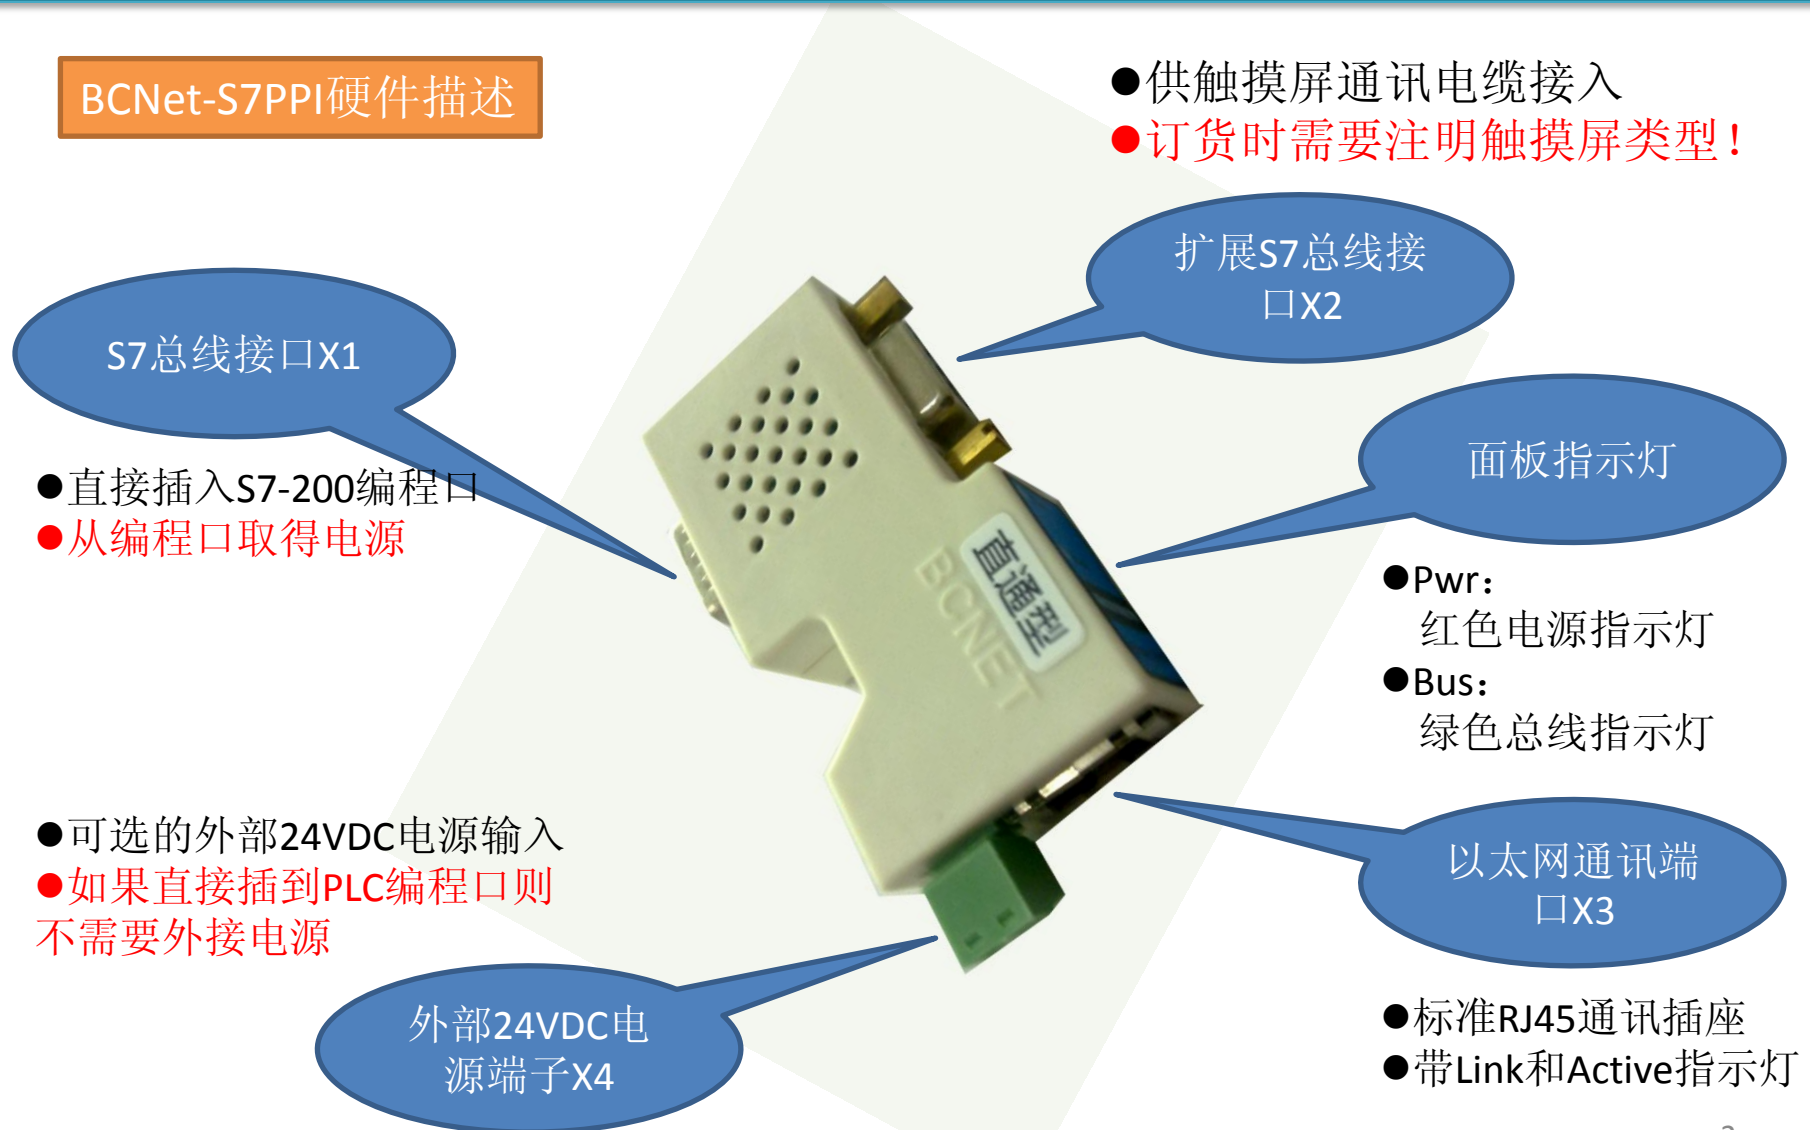 BCNet-S7PPI硬件描述
●供触摸屏通讯电缆接入
●订货时需要注明触摸屏类型！
扩展S7总线接
口X2
S7总线接口X1
●直接插入S7-200编程口
●从编程口取得电源
面板指示灯
●Pwr：
红色电源指示灯
●Bus：
绿色总线指示灯
直通型
BCNET
●可选的外部24VDC电源输入
●如果直接插到PLC编程口则
不需要外接电源
以太网通讯端
口X3
外部24VDC电
源端子X4
●标准RJ45通讯插座
●带Link和Active指示灯